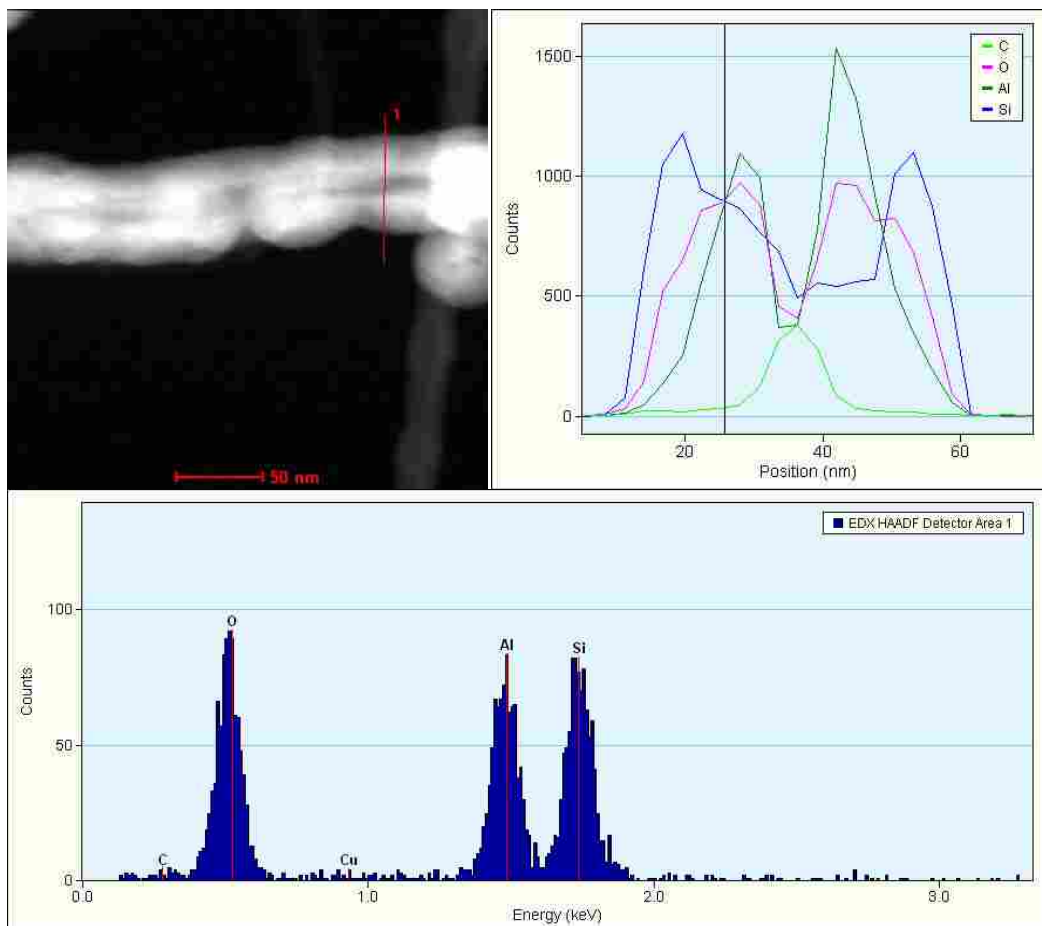 1
50 nm
1500
1000
500
0
Counts
20
40
60
Position (nm)
C
O
Al
Si
EDX HAADF Detector Area 1
100
50
0
Counts
C
O
Cu
Al
Si
0.0
1.0
2.0
3.0
Energy (keV)